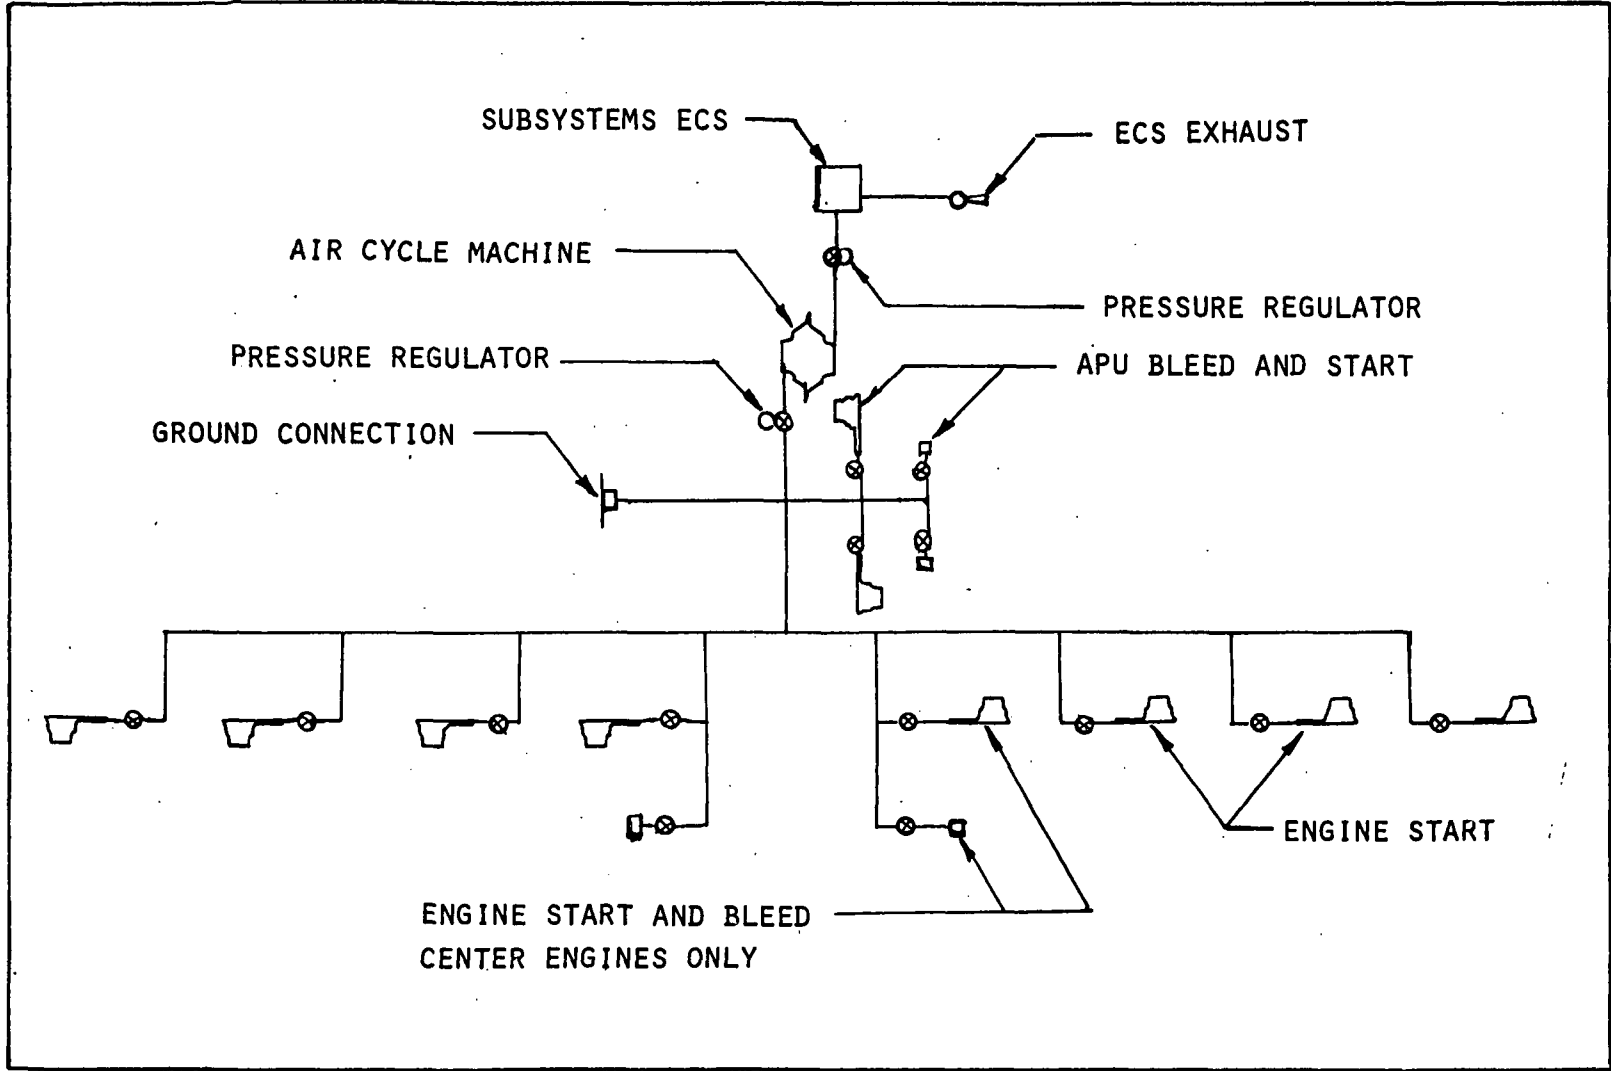 SUBSYSTEMS ECS
ECS EXHAUST
AIR CYCLE MACHINE
PRESSURE REGULATOR
PRESSURE REGULATOR
APU BLEED AND START
GROUND CONNECTION
ENGINE START
ENGINE START AND BLEED
CENTER ENGINES ONLY